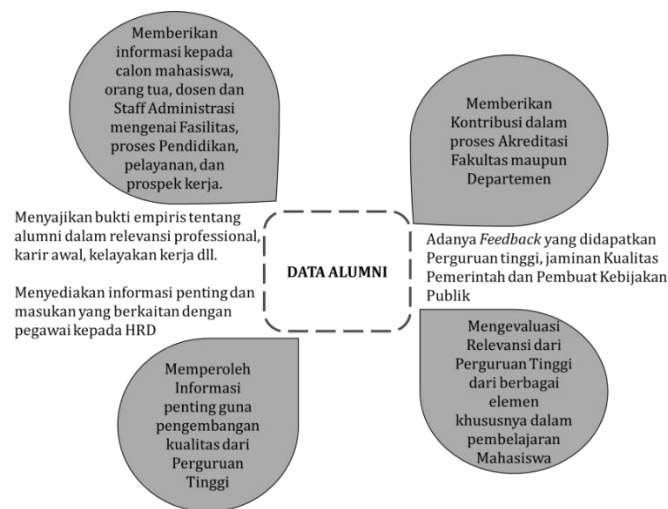 Memberikan
informasi kepada
calon mahasiswa,
orang tua, dosen dan
Staff Administrasi
mengenai Fasilitas,
proses Pendidikan,
pelayanan, dan
prospek kerja.
Memberikan
Kontribusi dalam
proses Akreditasi
Fakultas maupun
Departemen
Menyajikan bukti empiris tentang
alumni dalam relevansi professional,
karir awal, kelayakan kerja dll.
Menyediakan informasi penting dan
masukan yang berkaitan dengan
pegawai kepada HRD
DATA ALUMNI
Adanya Feedback yang didapatkan
Perguruan tinggi, jaminan Kualitas
Pemerintah dan Pembuat Kebijakan
Publik
Memperoleh
Informasi
penting guna
pengembangan
kualitas dari
Perguruan
Tinggi
Mengevaluasi
Relevansi dari
Perguruan Tinggi
dari berbagai
elemen
khususnya dalam
pembelajaran
Mahasiswa